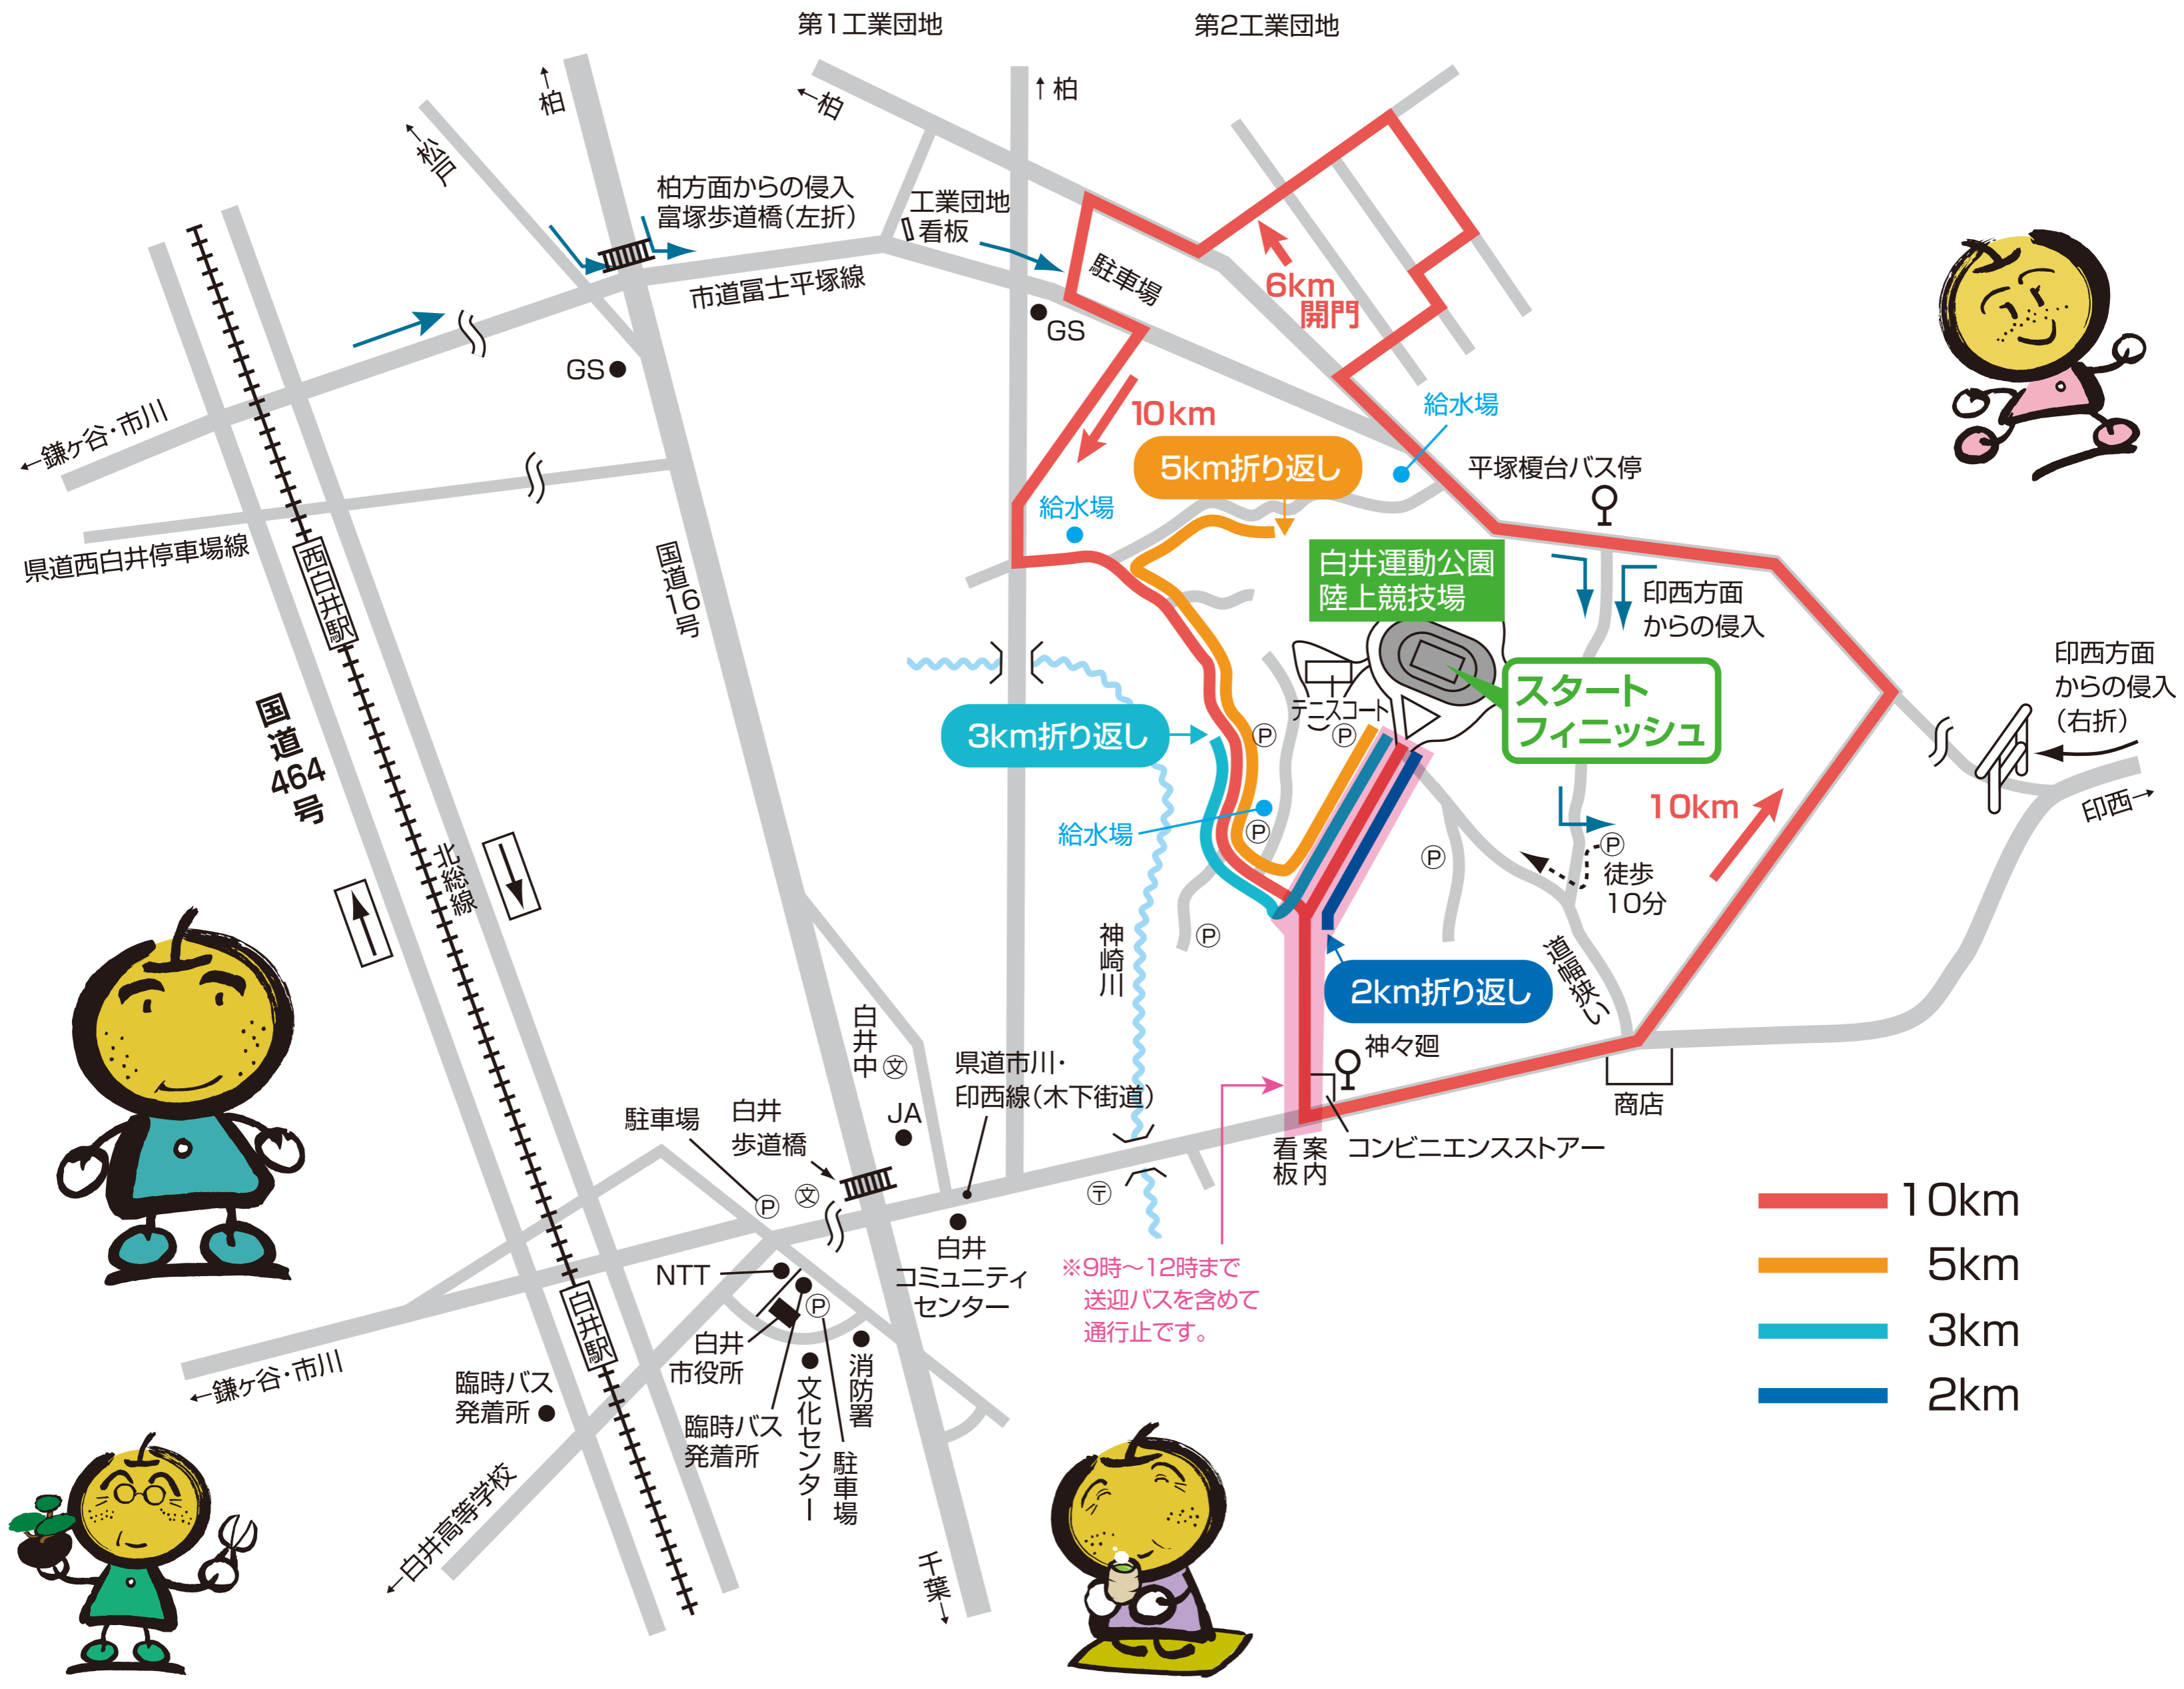 第1工業団地
第2工業団地
↑柏
←柏
↑柏
←松戸
柏方面からの侵入
富塚歩道橋（左折）
工業団地
看板
市道冨士平塚線
駐車場
GS
GS
6km
開門
10km
5km折り返し
給水場
給水場
平塚榎台バス停
←鎌ヶ谷・市川
県道西白井停車場線
西白井駅
国道16号
白井運動公園
陸上競技場
印西方面
からの侵入
印西方面
からの侵入
（右折）
印西→
スタート
フィニッシュ
テニスコート
P
P
3km折り返し
国道464号
給水場
P
P
P
P
徒歩
10分
10km
北総線
神崎川
道幅狭い
2km折り返し
神々廻
白井中
文
県道市川・
印西線（木下街道）
商店
コンビニエンスストアー
案内
看板
JA
白井
歩道橋
駐車場
P
文
〒
白井
コミュニティ
センター
※9時〜12時まで
送迎バスを含めて
通行止です。
NTT
P
白井
市役所
白井駅
←鎌ヶ谷・市川
臨時バス
発着所
臨時バス
発着所
文化センター
消防署
駐車場
←白井高等学校
千葉→
10km
5km
3km
2km